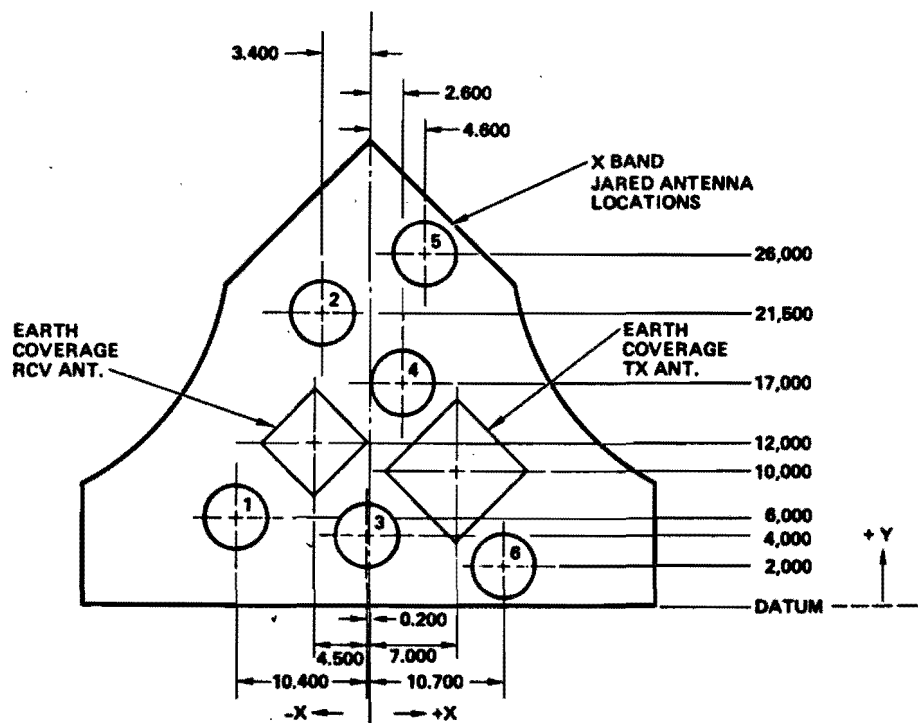 3.400
2.600
4.600
X BAND
JARED ANTENNA
LOCATIONS
5
26,000
2
21,500
EARTH
COVERAGE
RCV ANT.
EARTH
COVERAGE
TX ANT.
4
17,000
12,000
10,000
1
3
6,000
4,000
+Y
6
2,000
DATUM
0.200
4.500
7.000
10.400
10.700
-X
+X